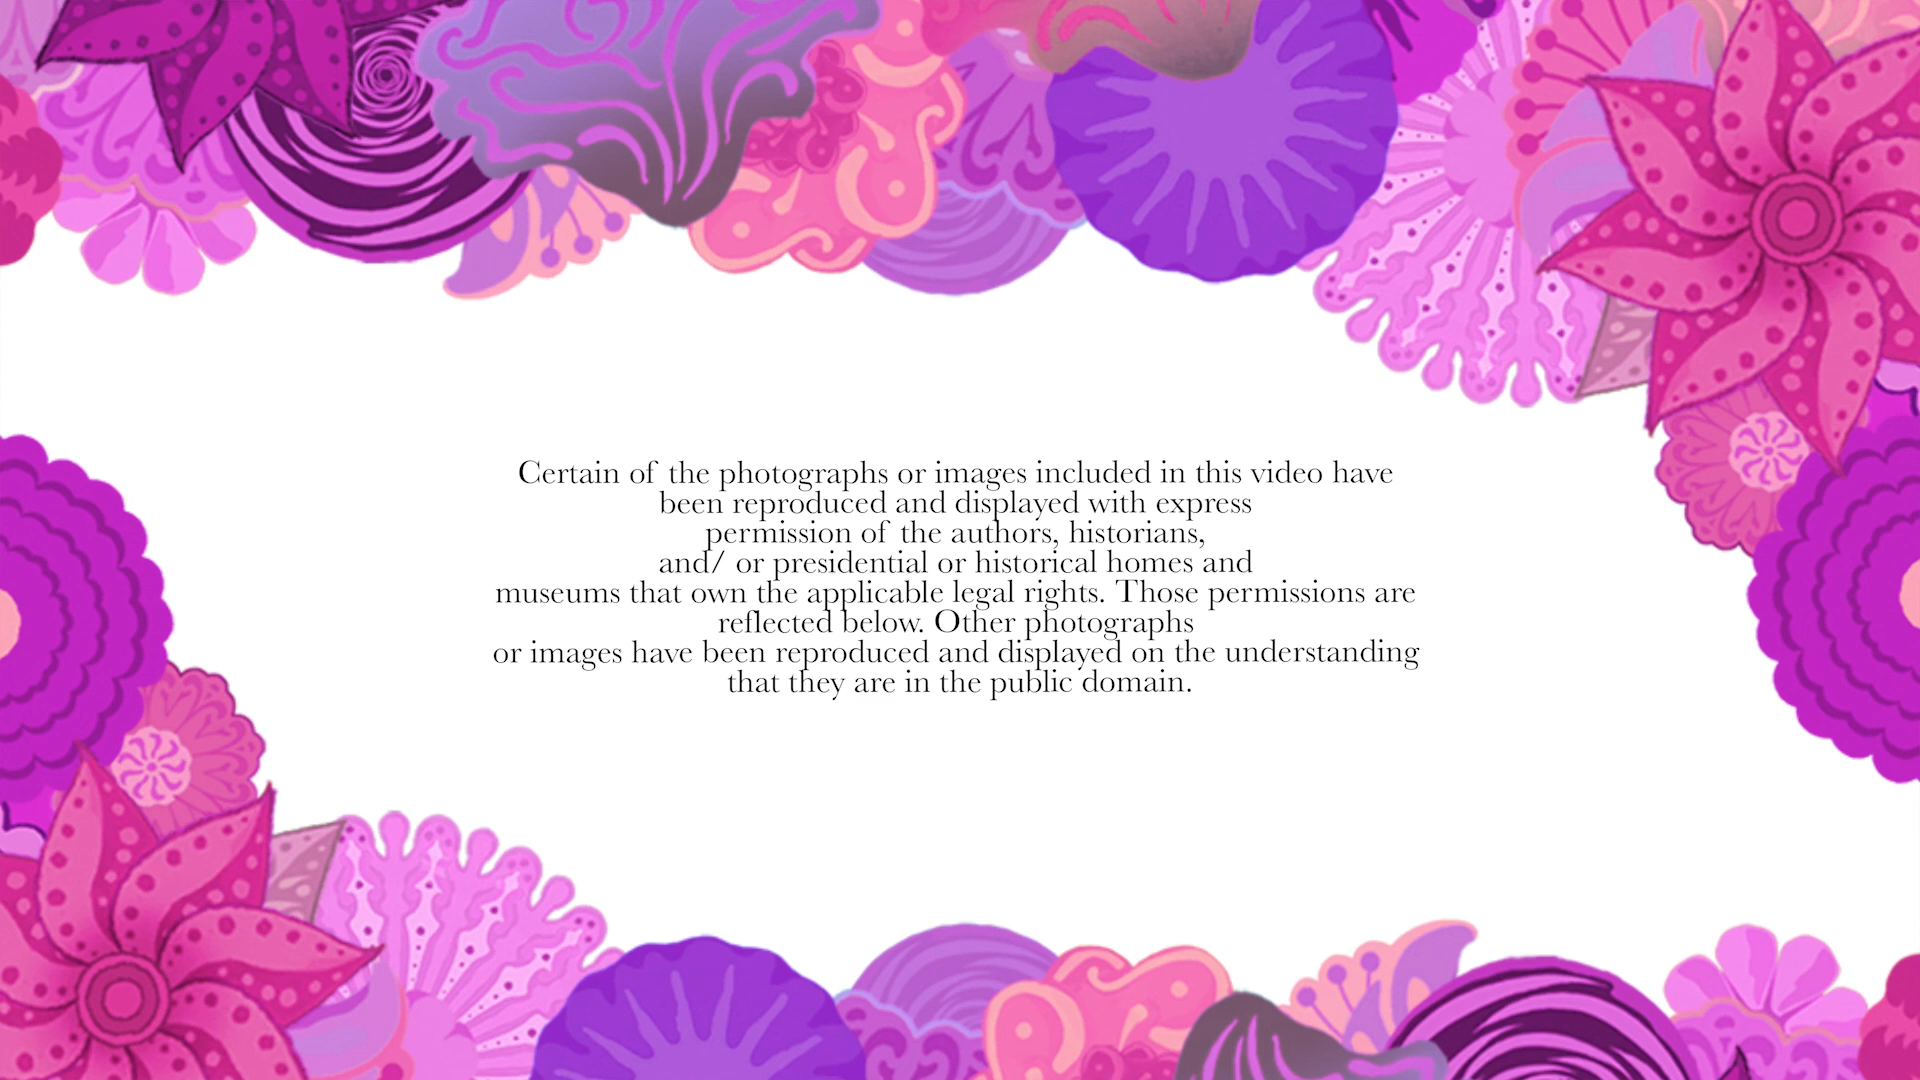 Certain of the photographs or images included in this video have
been reproduced and displayed with express
permission of the authors, historians,
and/ or presidential or historical homes and
museums that own the applicable legal rights. Those permissions are
reflected below. Other photographs
or images have been reproduced and displayed on the understanding
that they are in the public domain.